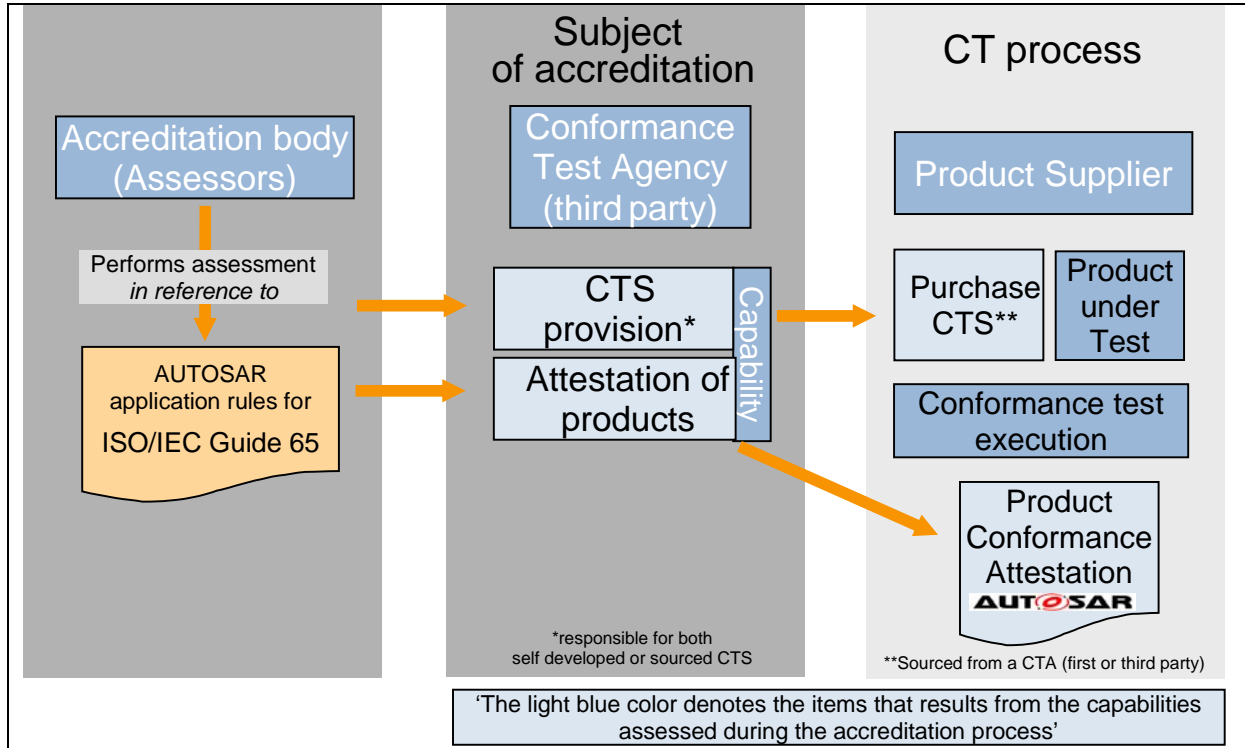 Accreditation body
(Assessors)
Performs assessment
in reference to
AUTOSAR
application rules for
ISO/IEC Guide 65
Subject
of accreditation
Conformance
Test Agency
(third party)
CTS
provision*
Attestation of
products
Capability
*responsible for both
self developed or sourced CTS
CT process
Product Supplier
Purchase
CTS**
Product
under
Test
Conformance test
execution
Product
Conformance
Attestation
AUTOSAR
**Sourced from a CTA (first or third party)
‘The light blue color denotes the items that results from the capabilities
assessed during the accreditation process’